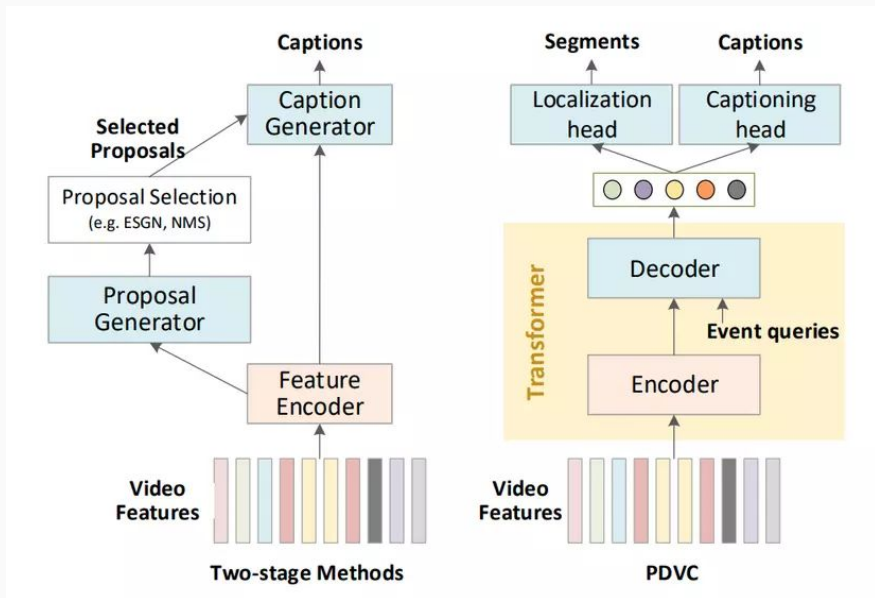 Captions
Caption
Generator
Selected
Proposals
Proposal Selection
(e.g. ESGN, NMS)
Proposal
Generator
Feature
Encoder
Video
Features
Two-stage Methods
Segments
Captions
Localization
head
Captioning
head
Decoder
Transformer
Event queries
Encoder
Video
Features
PDVC